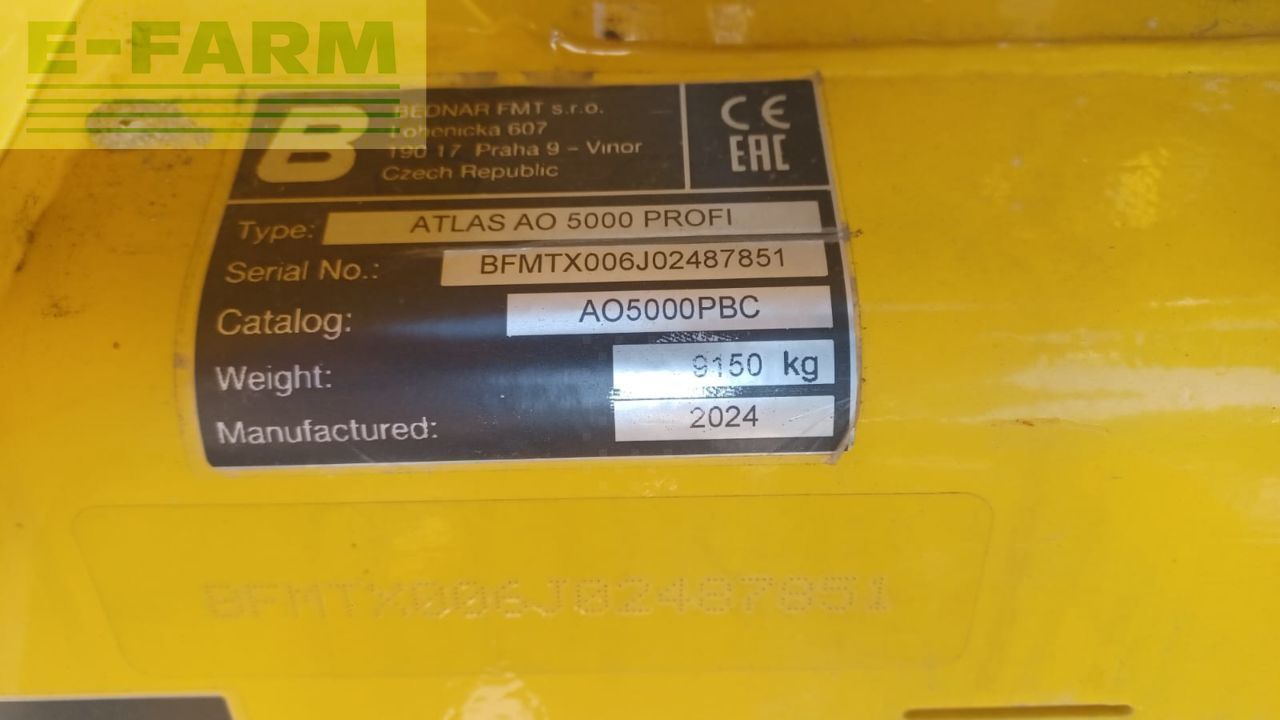 E-FARM
B
BEDNAR FMT s.r.o.
Lohenicka 607
190 17 Praha 9 - Vinor
Czech Republic
CE
EAC
Type: ATLAS AO 5000 PROFI
Serial No.: BFMTX006J02487851
Catalog: AO5000PBC
Weight: 9150 kg
Manufactured: 2024
BFMTX006J02487851